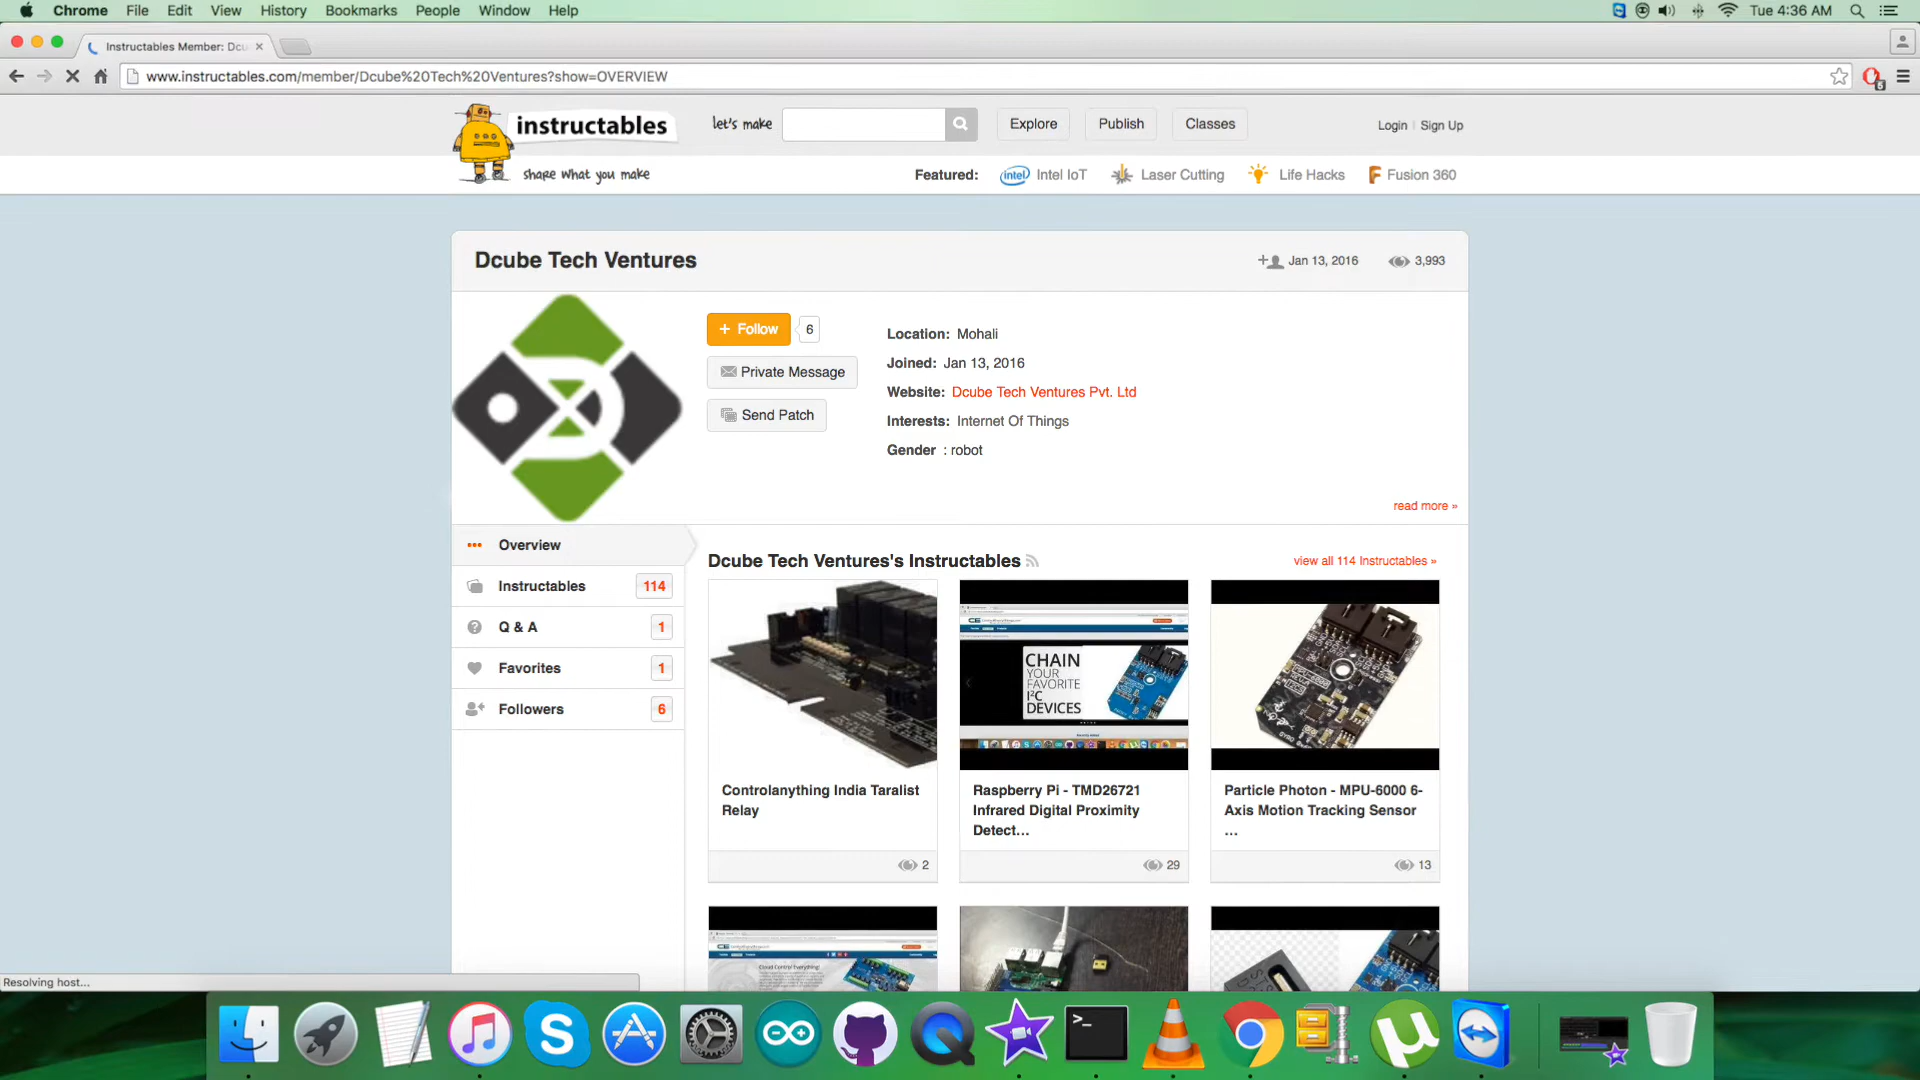 Chrome File Edit View History Bookmarks People Window Help Tue 4:36 AM
Instructables Member: Dcu
www.instructables.com/member/Dcube%20Tech%20Ventures?show=OVERVIEW
instructables let's make Explore Publish Classes Login Sign Up
share what you make Featured: intel Intel IoT Laser Cutting Life Hacks Fusion 360
Dcube Tech Ventures Jan 13, 2016 3,993
+ Follow 6
Private Message
Send Patch
Location: Mohali
Joined: Jan 13, 2016
Website: Dcube Tech Ventures Pvt. Ltd
Interests: Internet Of Things
Gender : robot
read more »
Overview
Instructables 114
Q & A 1
Favorites 1
Followers 6
Dcube Tech Ventures's Instructables view all 114 Instructables »
CHAIN
YOUR
FAVORITE
I²C
DEVICES
Controlanything India Taralist
Relay
2
Raspberry Pi - TMD26721
Infrared Digital Proximity
Detect...
29
Particle Photon - MPU-6000 6-
Axis Motion Tracking Sensor
...
13
Cloud Control Everything!
Resolving host...